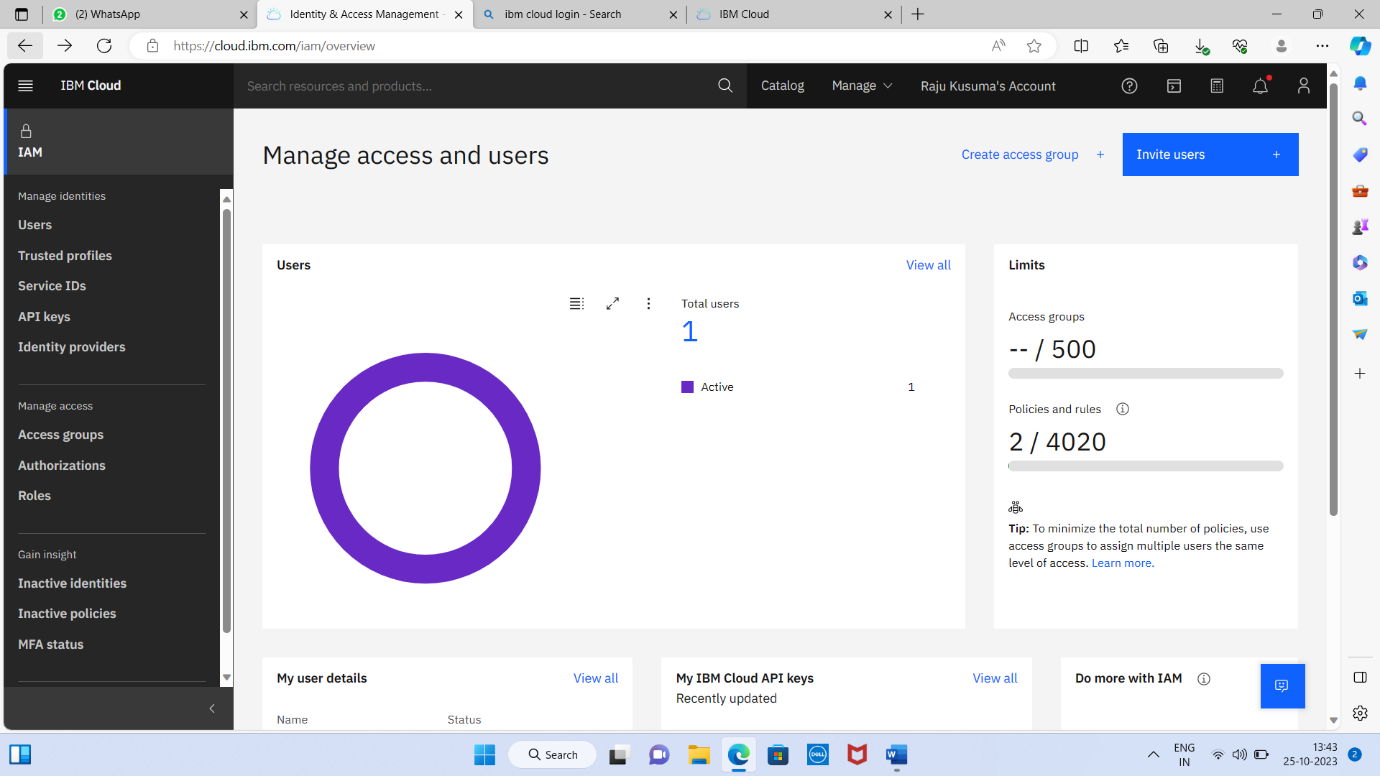 (2) WhatsApp
Identity & Access Management -
ibm cloud login - Search
IBM Cloud
https://cloud.ibm.com/iam/overview
IBM Cloud
Search resources and products...
Catalog
Manage
Raju Kusuma's Account
IAM
Manage identities
Users
Trusted profiles
Service IDs
API keys
Identity providers
Manage access
Access groups
Authorizations
Roles
Gain insight
Inactive identities
Inactive policies
MFA status
Manage access and users
Create access group +
Invite users +
Users
View all
Total users
1
Active 1
Limits
Access groups
-- / 500
Policies and rules
2 / 4020
Tip: To minimize the total number of policies, use
access groups to assign multiple users the same
level of access. Learn more.
My user details
View all
Name Status
My IBM Cloud API keys
View all
Recently updated
Do more with IAM
Search
DELL
W
ENG
IN
13:43
25-10-2023
2